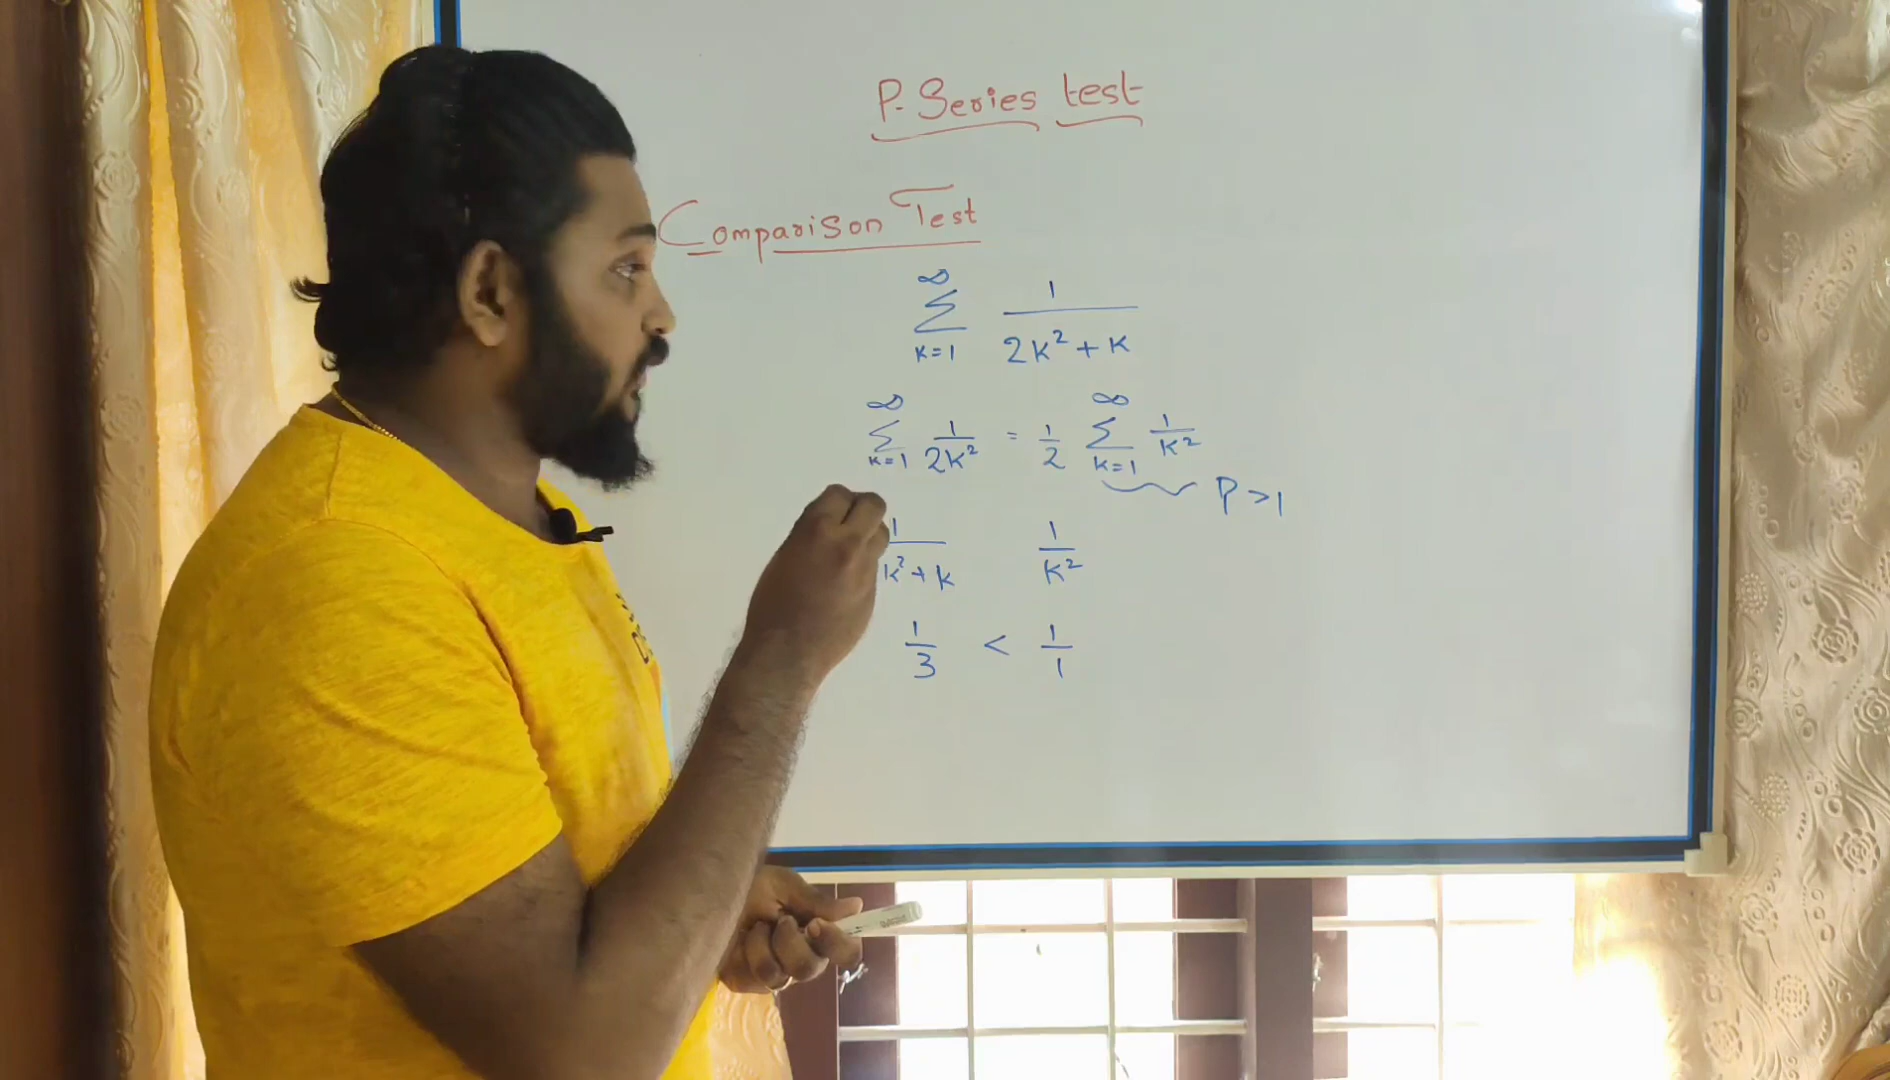 P-Series test
Comparison Test
∞ ∑ k=1 1/(2k²+k)
∞ ∑ k=1 1/(2k²) = 1/2 ∞ ∑ k=1 1/k²
P>1
1/(k²+k) 1/k²
1/3 < 1/1